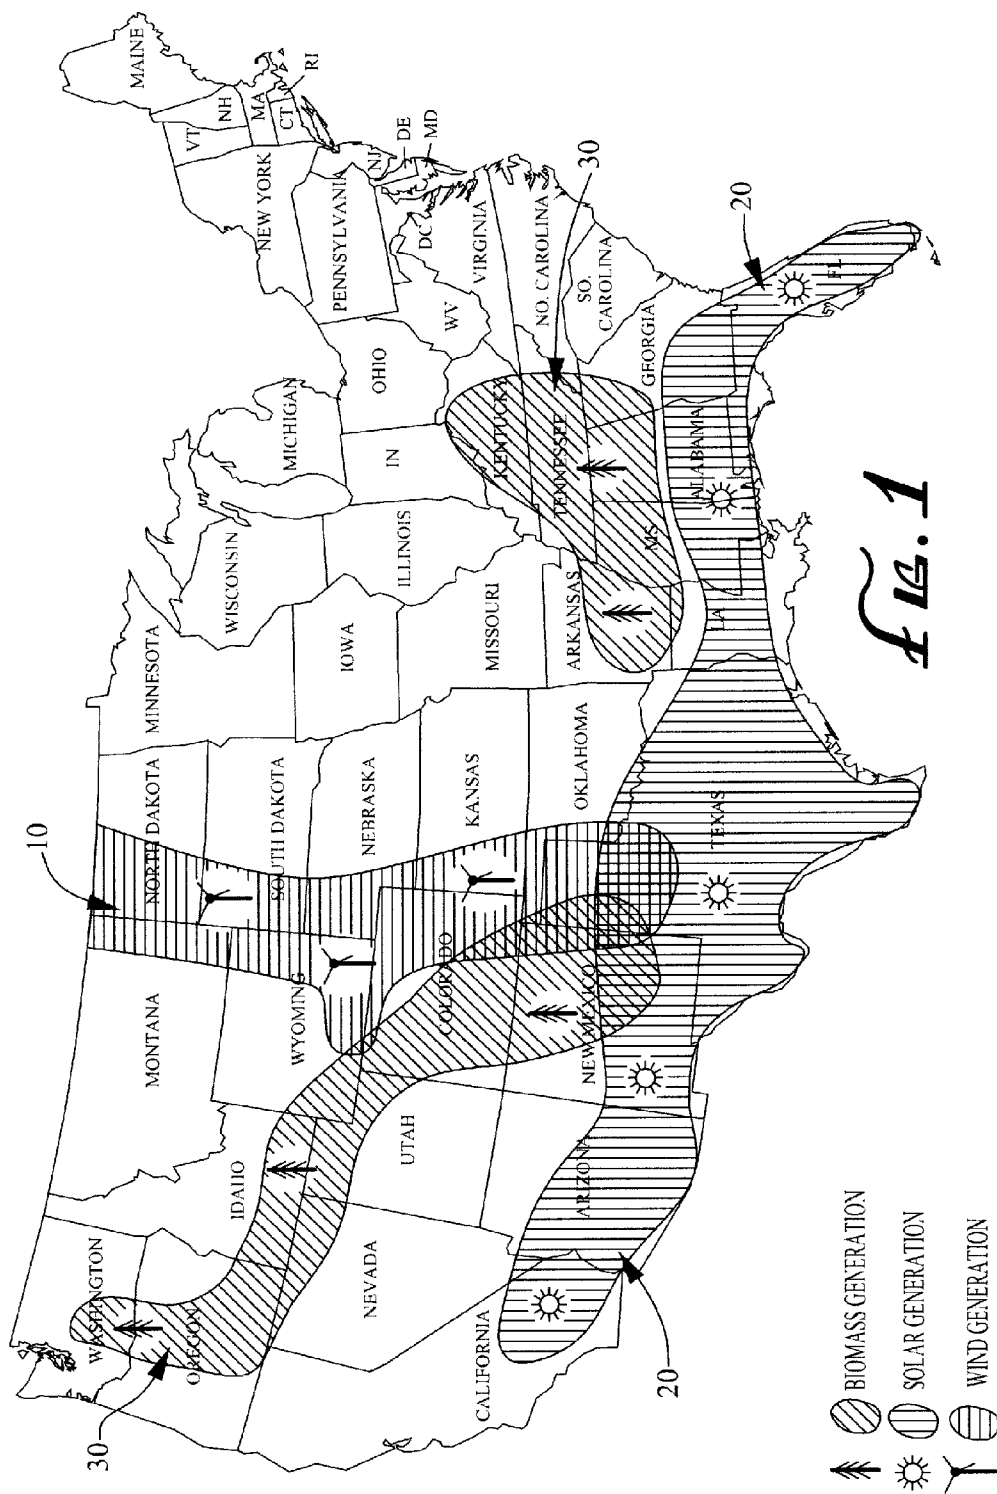 WASHINGTON
OREGON
CALIFORNIA
IDAHO
NEVADA
MONTANA
WYOMING
UTAH
COLORADO
ARIZONA
NEW MEXICO
NORTH DAKOTA
SOUTH DAKOTA
NEBRASKA
KANSAS
OKLAHOMA
TEXAS
MINNESOTA
IOWA
MISSOURI
ARKANSAS
LA
WISCONSIN
ILLINOIS
MICHIGAN
IN
OHIO
KENTUCKY
TENNESSEE
MS
ALABAMA
GEORGIA
FL
SO.
CAROLINA
NO. CAROLINA
VIRGINIA
WV
DC
PENNSYLVANIA
NEW YORK
NJ
DE
MD
VT
NH
MA
CT
RI
MAINE
10
20
20
30
30
BIOMASS GENERATION
SOLAR GENERATION
WIND GENERATION
FIG. 1